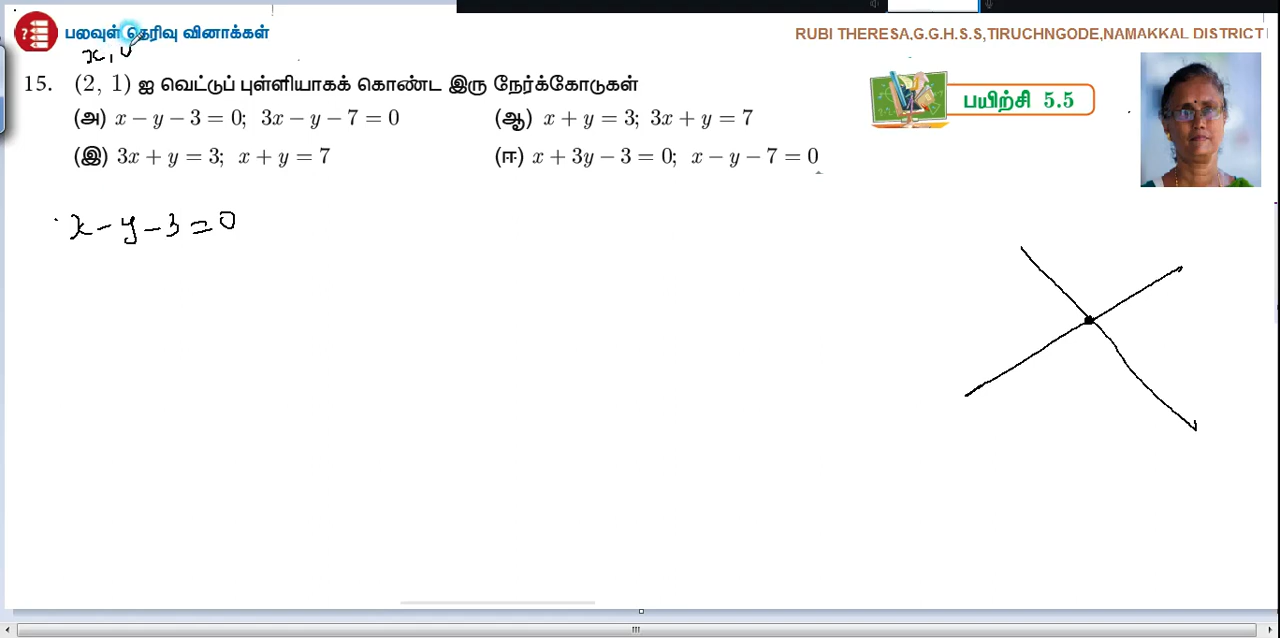 பலவுள் தெரிவு வினாக்கள்
RUBI THERESA,G.G.H.S.S,TIRUCHNGODE,NAMAKKAL DISTRICT
x, y
15. (2, 1) ஐ வெட்டுப் புள்ளியாகக் கொண்ட இரு நேர்க்கோடுகள்
பயிற்சி 5.5
(அ) x − y − 3 = 0; 3x − y − 7 = 0 (ஆ) x + y = 3; 3x + y = 7
(இ) 3x + y = 3; x + y = 7 (ஈ) x + 3y − 3 = 0; x − y − 7 = 0
x − y − 3 = 0